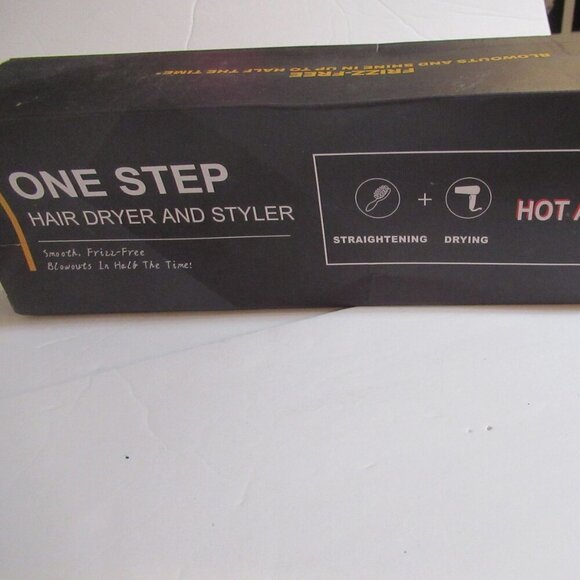 FRIZZ-FREE
BLOWOUTS AND SHINE IN UP TO HALF THE TIME*
ONE STEP
HAIR DRYER AND STYLER
Smooth, Frizz-Free
Blowouts In Half The Time!
+
STRAIGHTENING
DRYING
HOT